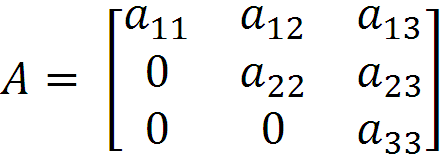 A = [a₁₁ a₁₂ a₁₃
0 a₂₂ a₂₃
0 0 a₃₃]